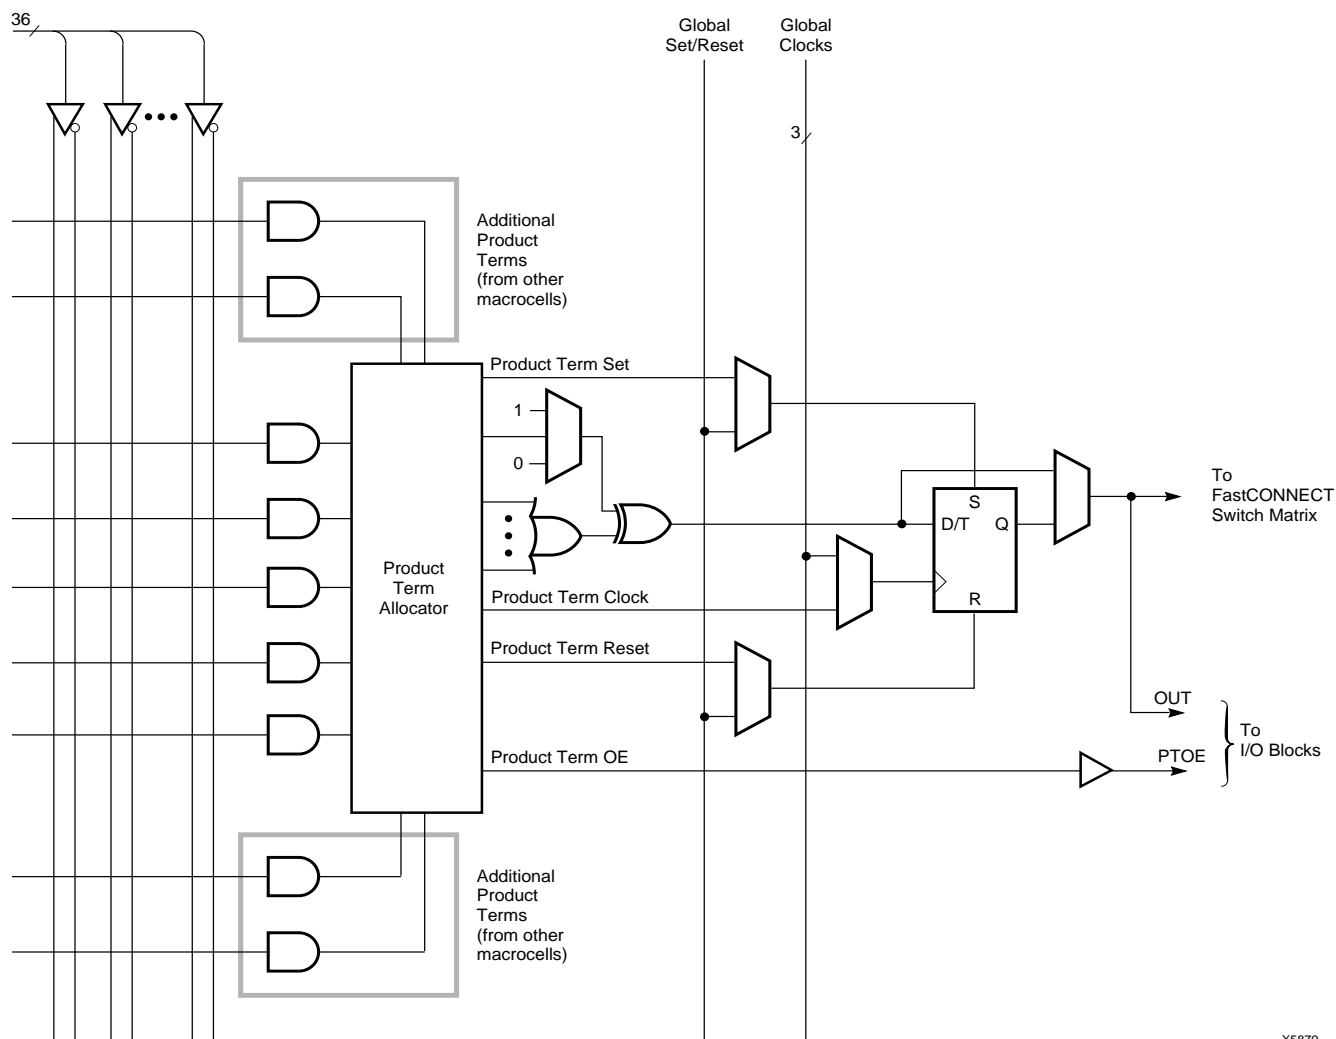 36
Global
Set/Reset
Global
Clocks
3
Additional
Product
Terms
(from other
macrocells)
Product Term Set
1
0
Product
Term
Allocator
S
D/T Q
R
To
FastCONNECT
Switch Matrix
Product Term Clock
Product Term Reset
OUT
Product Term OE
PTOE
To
I/O Blocks
Additional
Product
Terms
(from other
macrocells)